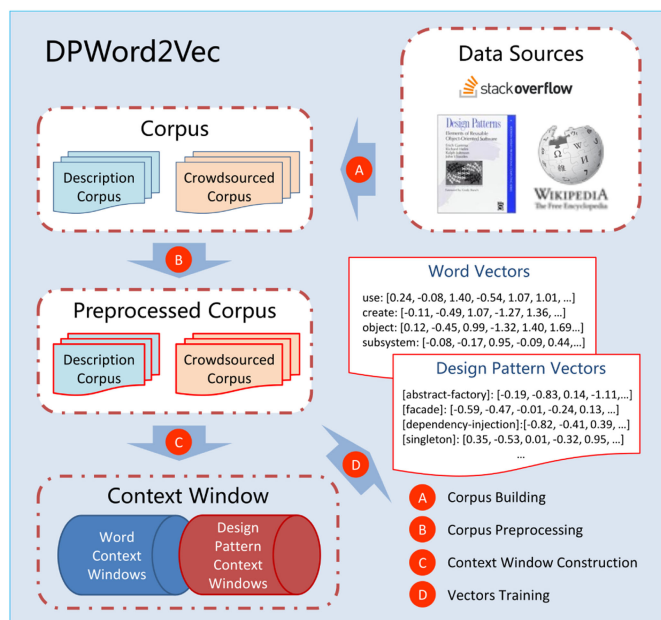 DPWord2Vec
Data Sources
stackoverflow
Design Patterns
Elements of Reusable
Object-Oriented Software
WIKIPEDIA
The Free Encyclopedia
Corpus
Description
Corpus
Crowdsourced
Corpus
A
B
Preprocessed Corpus
Description
Corpus
Crowdsourced
Corpus
Word Vectors
use: [0.24, -0.08, 1.40, -0.54, 1.07, 1.01, ...]
create: [-0.11, -0.49, 1.07, -1.27, 1.36, ...]
object: [0.12, -0.45, 0.99, -1.32, 1.40, 1.69...]
subsystem: [-0.08, -0.17, 0.95, -0.09, 0.44,...]
Design Pattern Vectors
[abstract-factory]: [-0.19, -0.83, 0.14, -1.11,...]
[facade]: [-0.59, -0.47, -0.01, -0.24, 0.13, ...]
[dependency-injection]:[-0.82, -0.41, 0.39, ...]
[singleton]: [0.35, -0.53, 0.01, -0.32, 0.95, ...]
...
C
D
Context Window
Word
Context
Windows
Design
Pattern
Context
Windows
A Corpus Building
B Corpus Preprocessing
C Context Window Construction
D Vectors Training